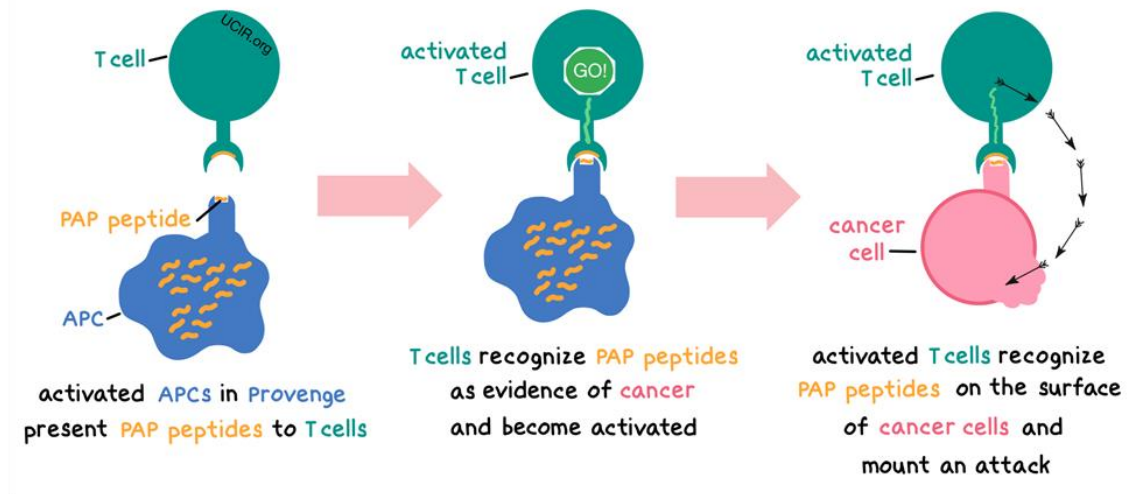 UCIR.org
T cell
PAP peptide
APC
activated APCs in Provenge
present PAP peptides to T cells
activated
T cell
GO!
T cells recognize PAP peptides
as evidence of cancer
and become activated
activated
T cell
cancer
cell
activated T cells recognize
PAP peptides on the surface
of cancer cells and
mount an attack